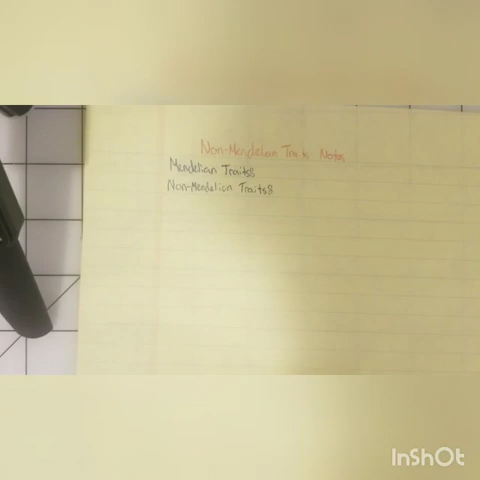 Non-Mendelian Traits Notes
Mendelian Traits:
Non-Mendelian Traits:
InShOt